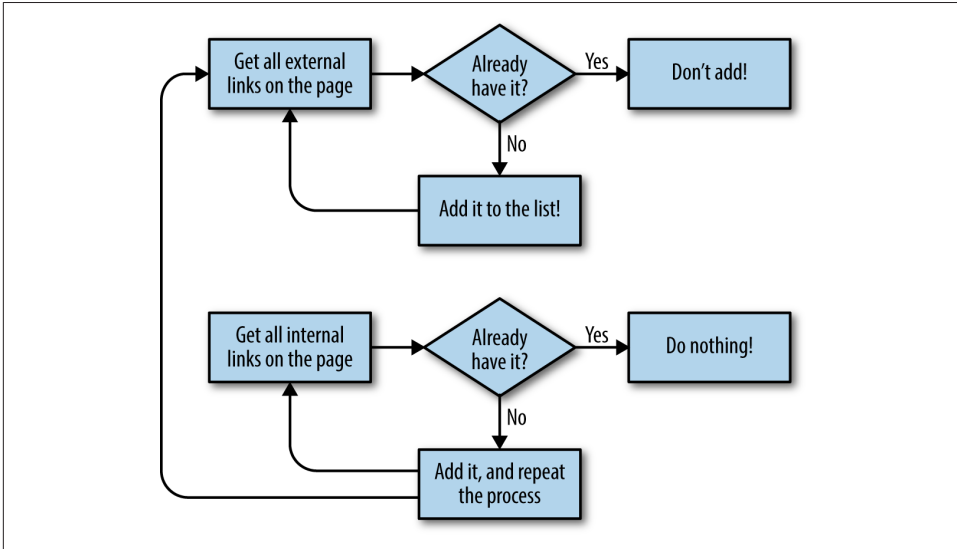 Get all external
links on the page
Already
have it?
Yes
Don’t add!
No
Add it to the list!
Get all internal
links on the page
Already
have it?
Yes
Do nothing!
No
Add it, and repeat
the process